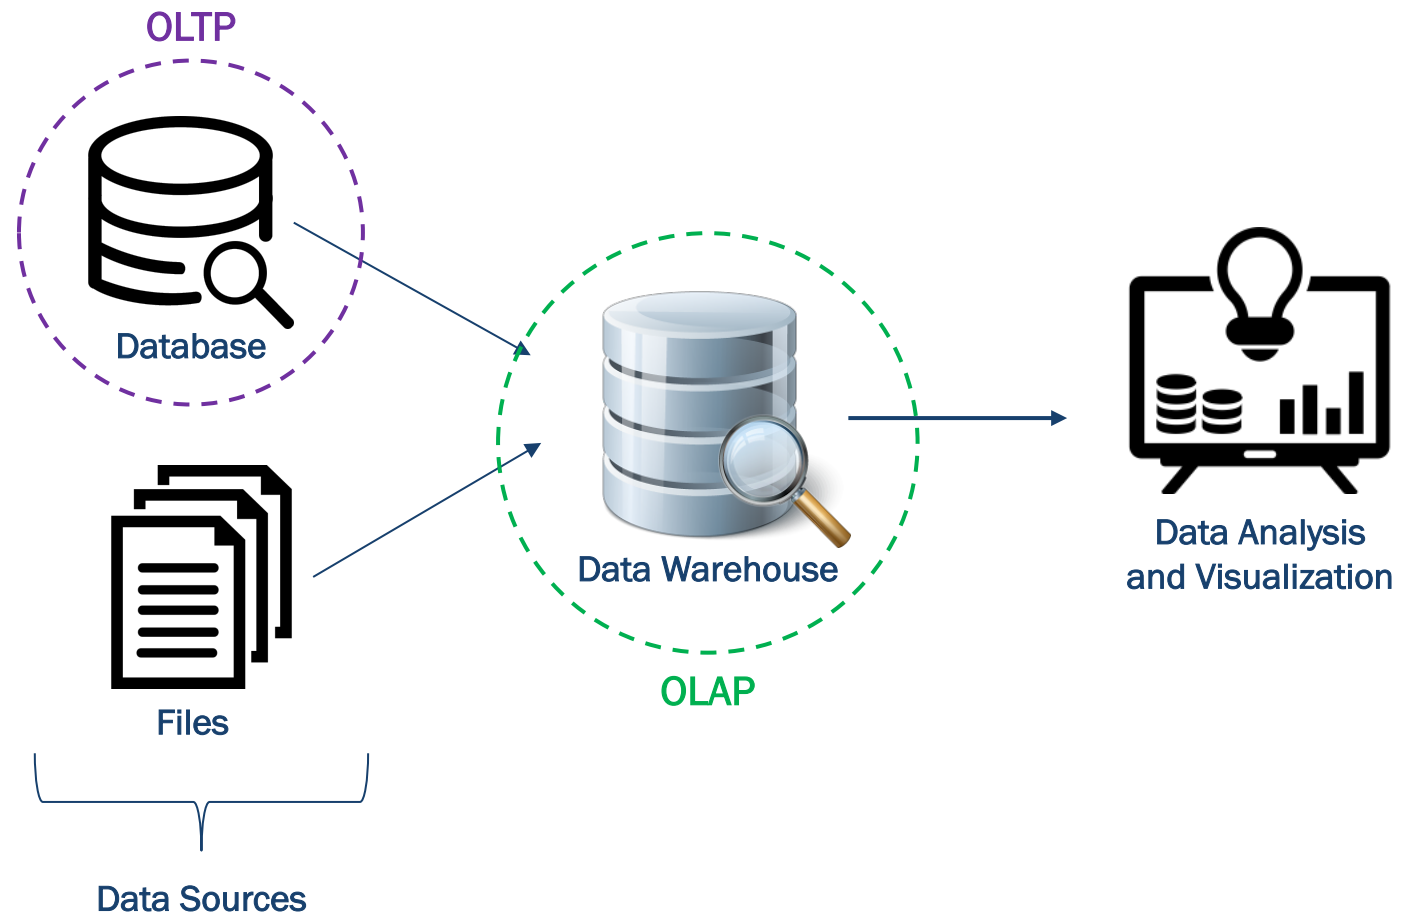 OLTP
Database
Files
Data Sources
Data Warehouse
OLAP
Data Analysis
and Visualization